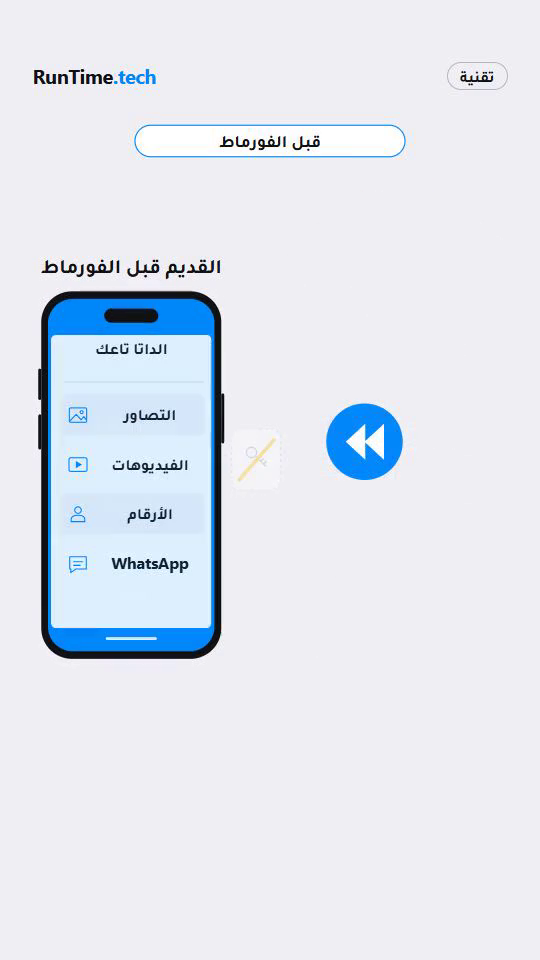 RunTime.tech
تقنية
قبل الفورماط
القديم قبل الفورماط
الداتا تاعك
التصاور
الفيديوهات
الأرقام
WhatsApp